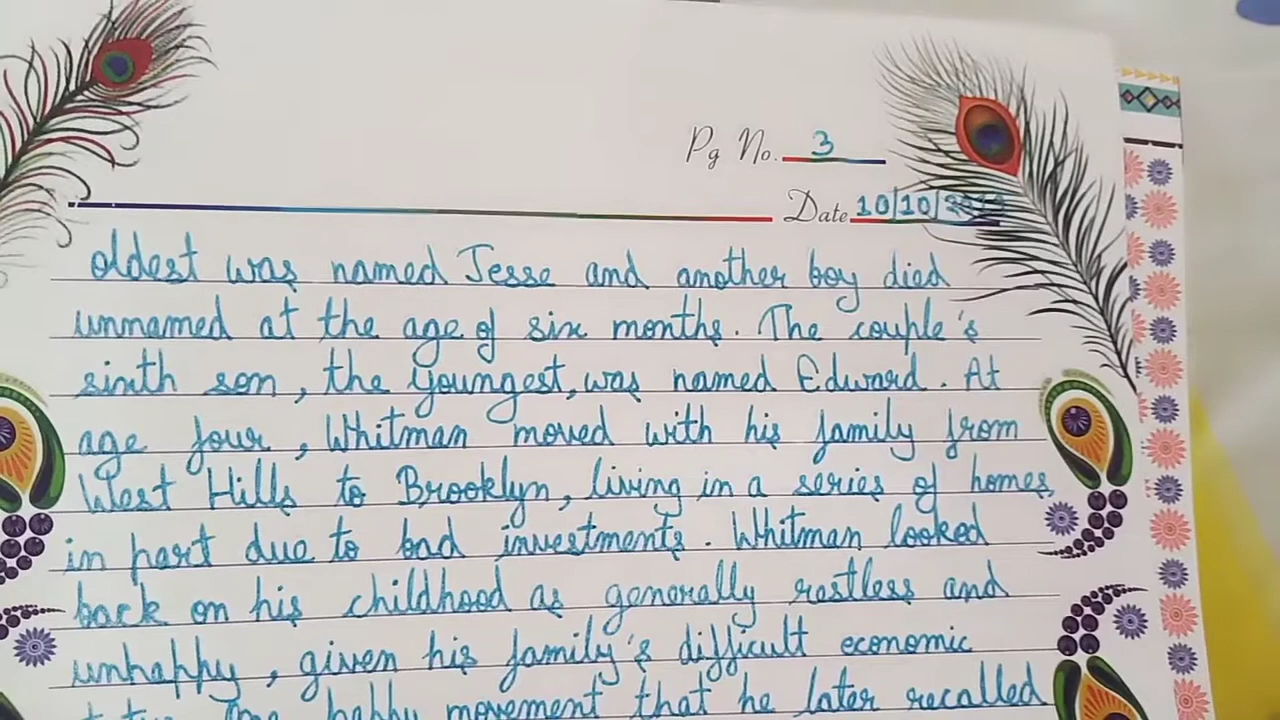 Pg No. 3
Date 10/10/
oldest was named Jesse and another boy died
unnamed at the age of six months. The couple's
sixth son, the youngest, was named Edward. At
age four, Whitman moved with his family from
West Hills to Brooklyn, living in a series of homes,
in part due to bad investments. Whitman looked
back on his childhood as generally restless and
unhappy, given his family's difficult economic
happy movement that he later recalled